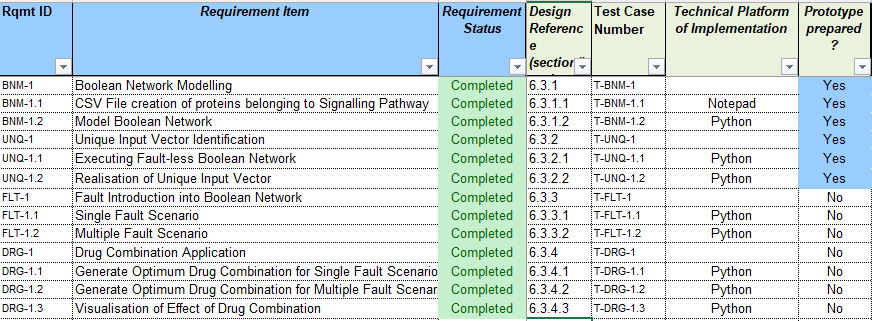 Rqmt ID Requirement Item Requirement Status Design Referenc e (section Test Case Number Technical Platform of Implementation Prototype prepared ?
BNM-1 Boolean Network Modelling Completed 6.3.1 T-BNM-1 Yes
BNM-1.1 CSV File creation of proteins belonging to Signalling Pathway Completed 6.3.1.1 T-BNM-1.1 Notepad Yes
BNM-1.2 Model Boolean Network Completed 6.3.1.2 T-BNM-1.2 Python Yes
UNQ-1 Unique Input Vector Identification Completed 6.3.2 T-UNQ-1 Yes
UNQ-1.1 Executing Fault-less Boolean Network Completed 6.3.2.1 T-UNQ-1.1 Python Yes
UNQ-1.2 Realisation of Unique Input Vector Completed 6.3.2.2 T-UNQ-1.2 Python Yes
FLT-1 Fault Introduction into Boolean Network Completed 6.3.3 T-FLT-1 No
FLT-1.1 Single Fault Scenario Completed 6.3.3.1 T-FLT-1.1 Python No
FLT-1.2 Multiple Fault Scenario Completed 6.3.3.2 T-FLT-1.2 Python No
DRG-1 Drug Combination Application Completed 6.3.4 T-DRG-1 No
DRG-1.1 Generate Optimum Drug Combination for Single Fault Scenario Completed 6.3.4.1 T-DRG-1.1 Python No
DRG-1.2 Generate Optimum Drug Combination for Multiple Fault Scenar Completed 6.3.4.2 T-DRG-1.2 Python No
DRG-1.3 Visualisation of Effect of Drug Combination Completed 6.3.4.3 T-DRG-1.3 Python No